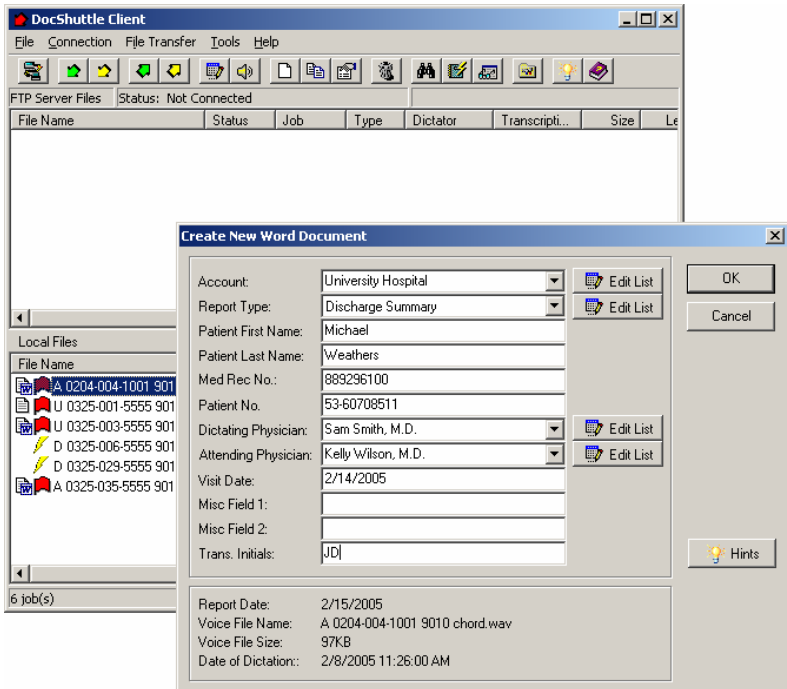 DocShuttle Client
File Connection File Transfer Tools Help
FTP Server Files Status: Not Connected
File Name Status Job Type Dictator Transcripti... Size Le
Create New Word Document
Account: University Hospital Edit List OK
Report Type: Discharge Summary Edit List Cancel
Patient First Name: Michael
Patient Last Name: Weathers
Med Rec No.: 889296100
Patient No. 53-60708511
Dictating Physician: Sam Smith, M.D. Edit List
Attending Physician: Kelly Wilson, M.D. Edit List
Visit Date: 2/14/2005
Misc Field 1:
Misc Field 2:
Trans. Initials: JD Hints
Report Date: 2/15/2005
Voice File Name: A 0204-004-1001 9010 chord.wav
Voice File Size: 97KB
Date of Dictation:: 2/8/2005 11:26:00 AM
Local Files
File Name
A 0204-004-1001 901
U 0325-001-5555 901
U 0325-003-5555 901
D 0325-006-5555 901
D 0325-029-5555 901
A 0325-035-5555 901
6 job(s)